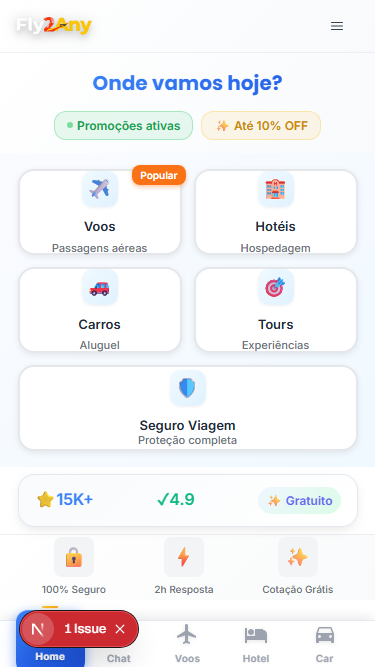 Fly2Any
Onde vamos hoje?
Promoções ativas
Até 10% OFF
Popular
Voos
Passagens aéreas
Hotéis
Hospedagem
Carros
Aluguel
Tours
Experiências
Seguro Viagem
Proteção completa
15K+
✓4.9
Gratuito
100% Seguro
2h Resposta
Cotação Grátis
N 1 Issue
Home
Chat
Voos
Hotel
Car